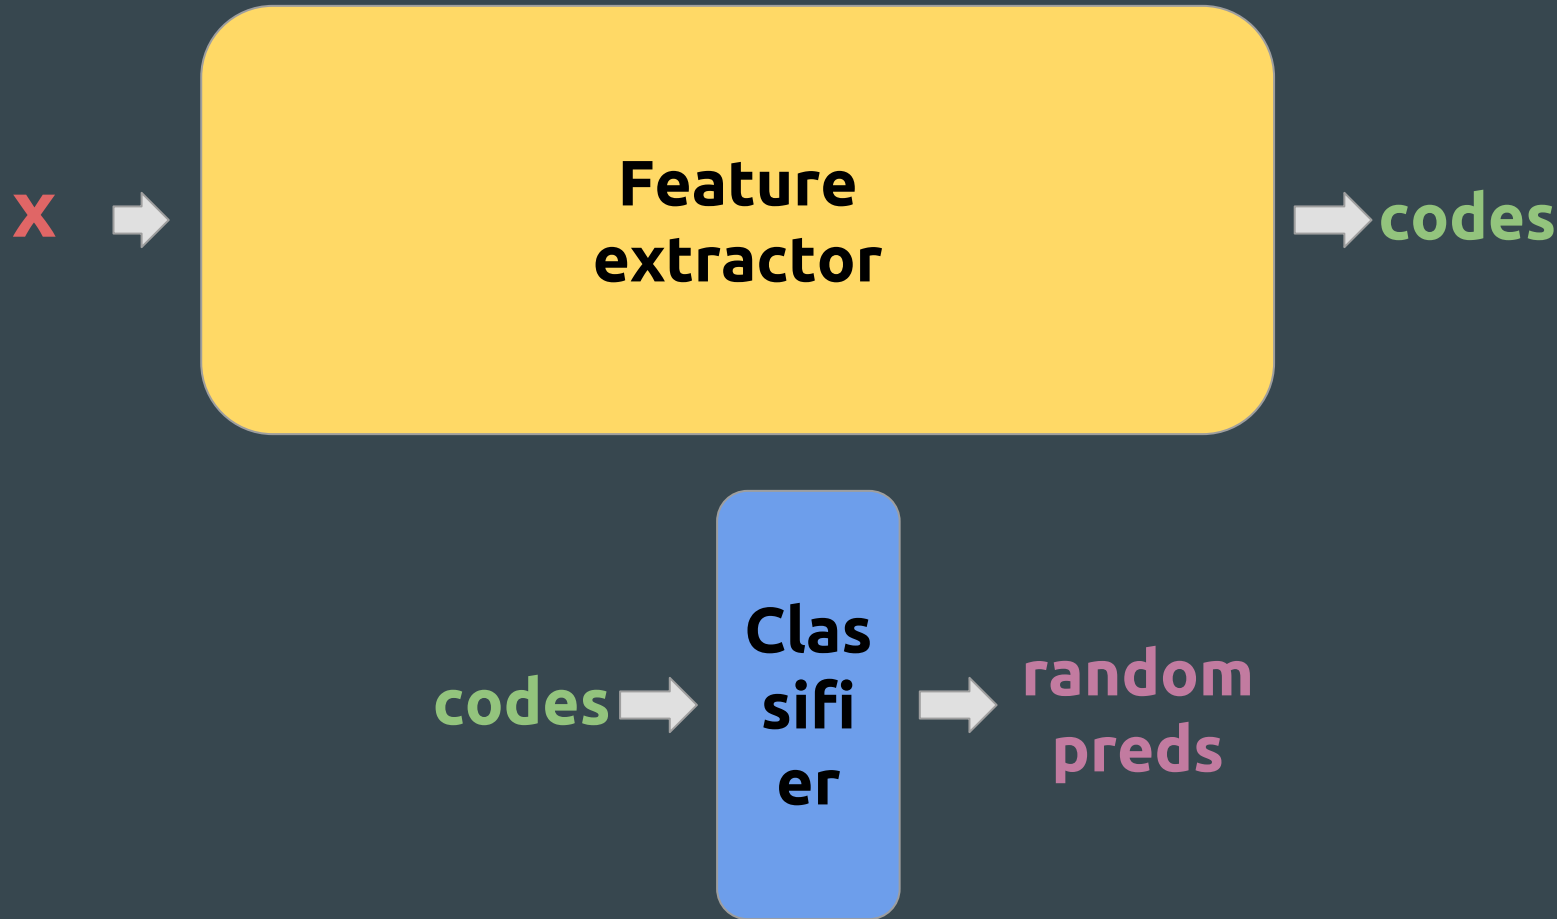 X
Feature
extractor
codes
codes
Clas
sifi
er
random
preds